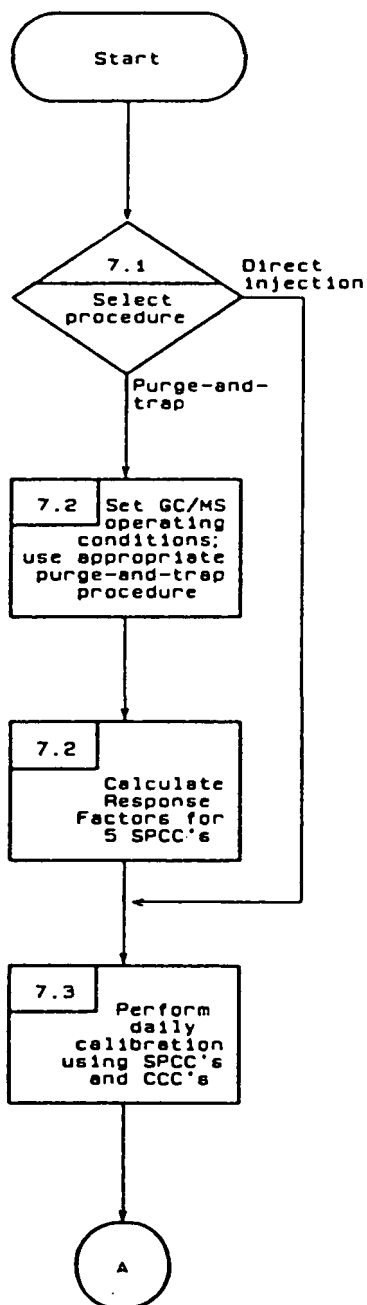 Start
7.1
Select
procedure
Direct
injection
Purge-and-
trap
7.2
Set GC/MS
operating
conditions;
use appropriate
purge-and-trap
procedure
7.2
Calculate
Response
Factors for
5 SPCC's
7.3
Perform
daily
calibration
using SPCC's
and CCC's
A